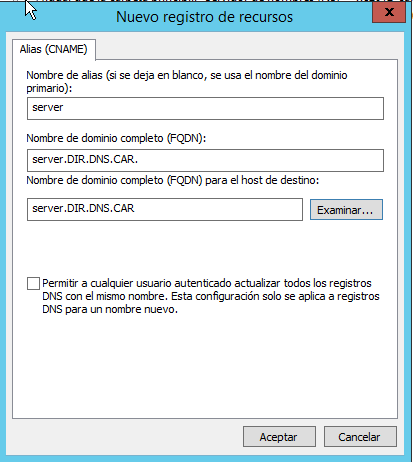 Nuevo registro de recursos
x
Alias (CNAME)
Nombre de alias (si se deja en blanco, se usa el nombre del dominio
primario):
server
Nombre de dominio completo (FQDN):
server.DIR.DNS.CAR.
Nombre de dominio completo (FQDN) para el host de destino:
server.DIR.DNS.CAR
Examinar...
Permitir a cualquier usuario autenticado actualizar todos los registros
DNS con el mismo nombre. Esta configuración solo se aplica a registros
DNS para un nombre nuevo.
Aceptar
Cancelar